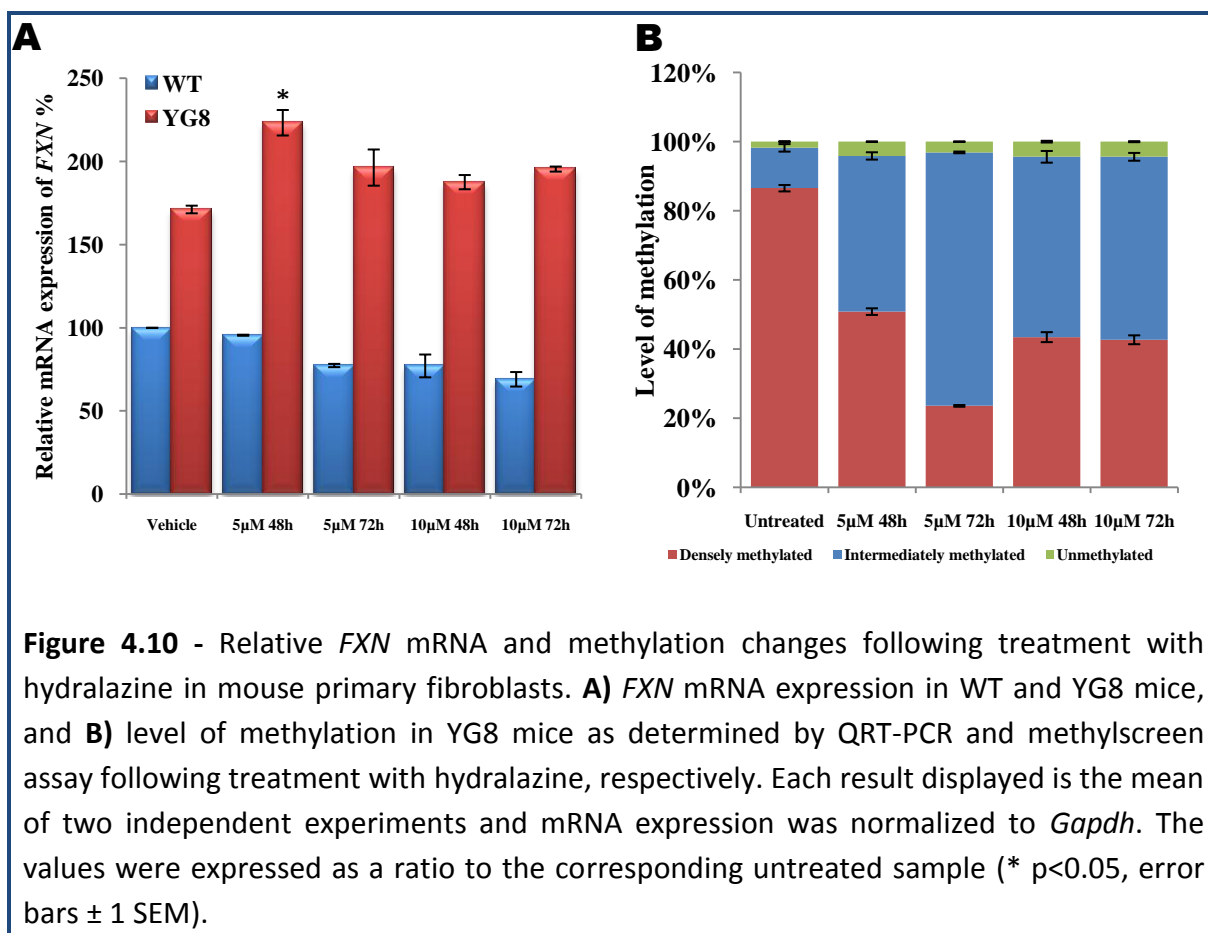 A
WT
YG8
*
Relative mRNA expression of FXN %
250
200
150
100
50
0
Vehicle 5µM 48h 5µM 72h 10µM 48h 10µM 72h
B
Level of methylation
120%
100%
80%
60%
40%
20%
0%
Untreated 5µM 48h 5µM 72h 10µM 48h 10µM 72h
Densely methylated Intermediately methylated Unmethylated
Figure 4.10 - Relative FXN mRNA and methylation changes following treatment with
hydralazine in mouse primary fibroblasts. A) FXN mRNA expression in WT and YG8 mice,
and B) level of methylation in YG8 mice as determined by QRT-PCR and methylscreen
assay following treatment with hydralazine, respectively. Each result displayed is the mean
of two independent experiments and mRNA expression was normalized to Gapdh. The
values were expressed as a ratio to the corresponding untreated sample (* p<0.05, error
bars ± 1 SEM).